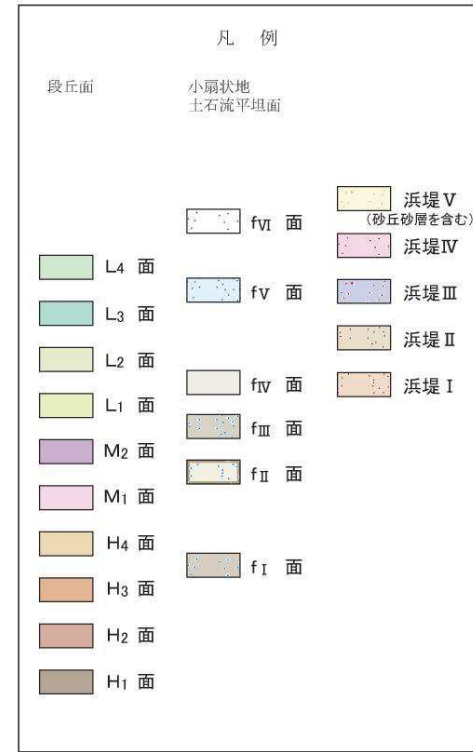 凡 例
段丘面
小扇状地
土石流平坦面
L4 面
L3 面
L2 面
L1 面
M2 面
M1 面
H4 面
H3 面
H2 面
H1 面
fⅥ 面
fⅤ 面
fⅣ 面
fⅢ 面
fⅡ 面
fⅠ 面
浜堤Ⅴ
(砂丘砂層を含む)
浜堤Ⅳ
浜堤Ⅲ
浜堤Ⅱ
浜堤Ⅰ